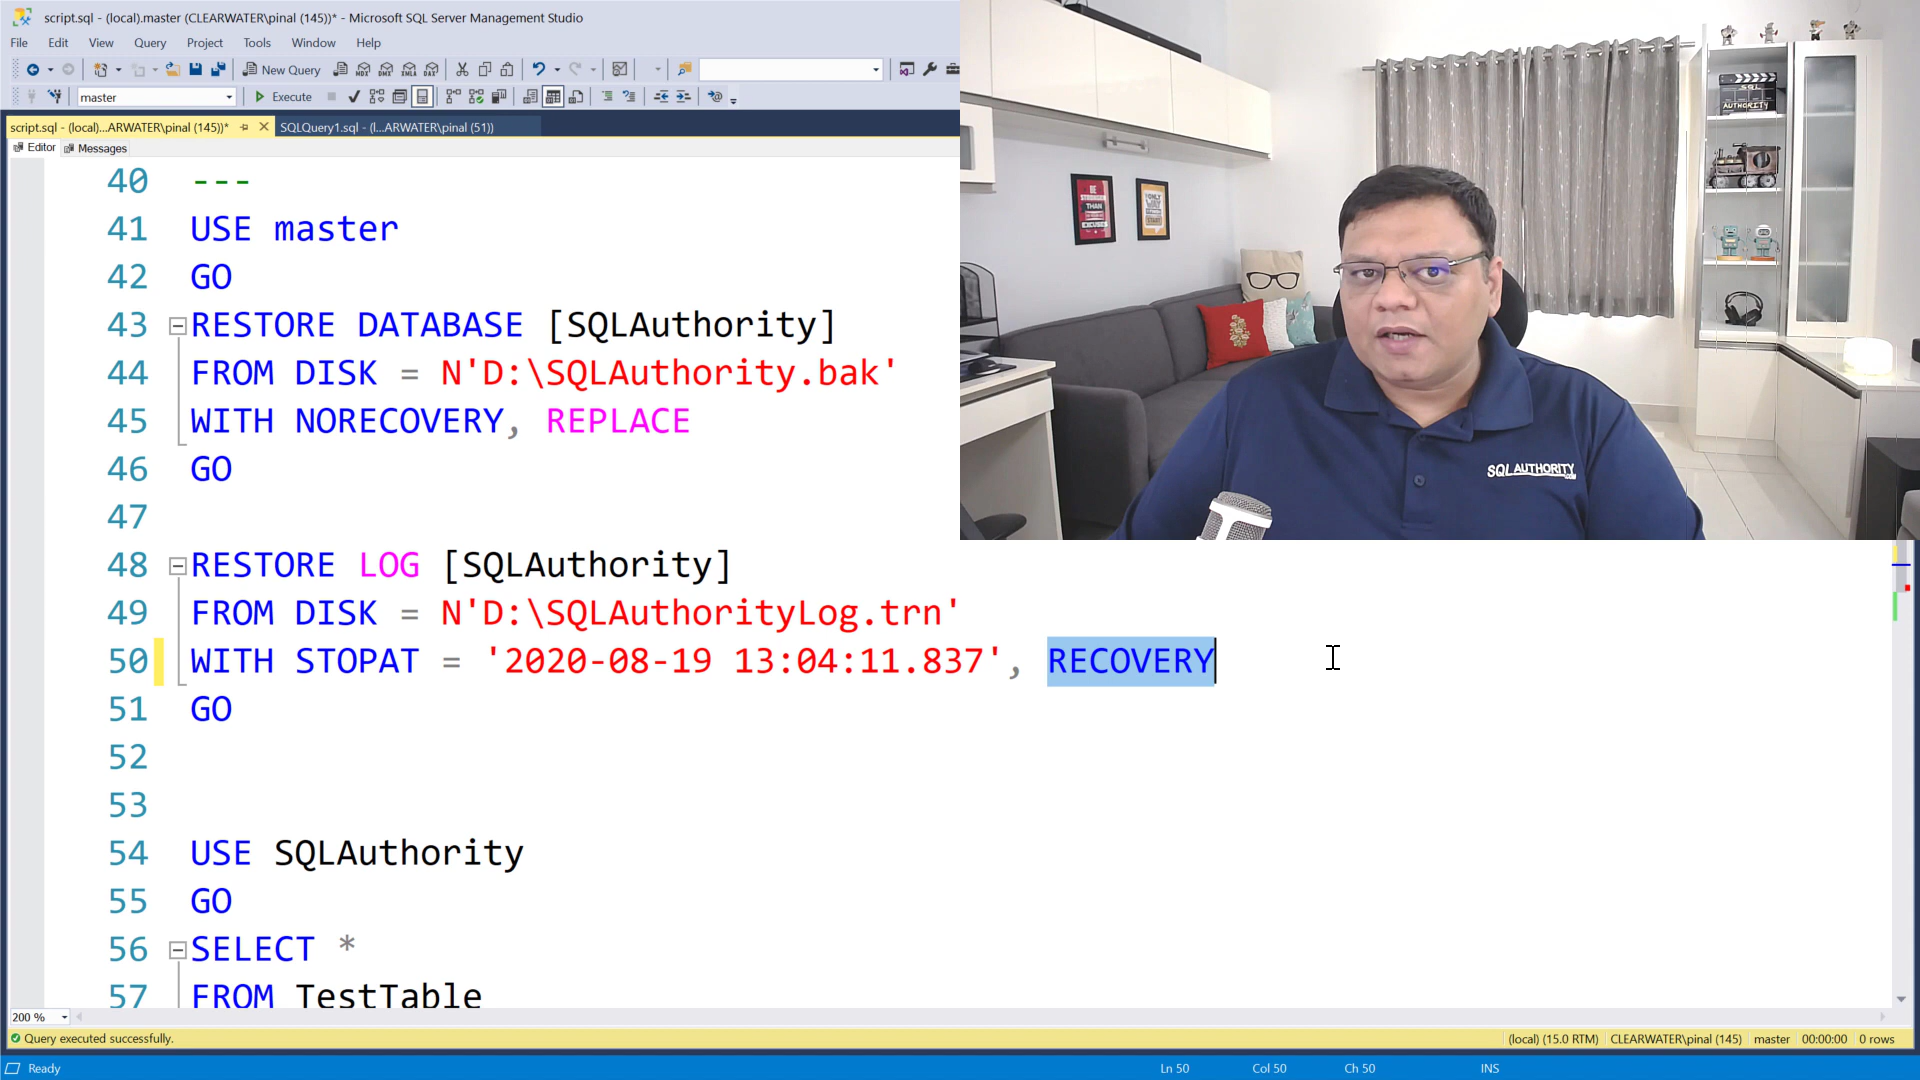 script.sql - (local).master (CLEARWATER\pinal (145))* - Microsoft SQL Server Management Studio
File Edit View Query Project Tools Window Help
New Query
MDX DMX XMLA DAX
master Execute
script.sql - (local)...ARWATER\pinal (145))* SQLQuery1.sql - (l...ARWATER\pinal (51))
Editor Messages
40 ---
41 USE master
42 GO
43 RESTORE DATABASE [SQLAuthority]
44 FROM DISK = N'D:\SQLAuthority.bak'
45 WITH NORECOVERY, REPLACE
46 GO
47
48 RESTORE LOG [SQLAuthority]
49 FROM DISK = N'D:\SQLAuthorityLog.trn'
50 WITH STOPAT = '2020-08-19 13:04:11.837', RECOVERY
51 GO
52
53
54 USE SQLAuthority
55 GO
56 SELECT *
57 FROM TestTable
200 %
Query executed successfully. (local) (15.0 RTM) CLEARWATER\pinal (145) master 00:00:00 0 rows
Ready Ln 50 Col 50 Ch 50 INS
SQL
AUTHORITY
SQLAUTHORITY
.COM